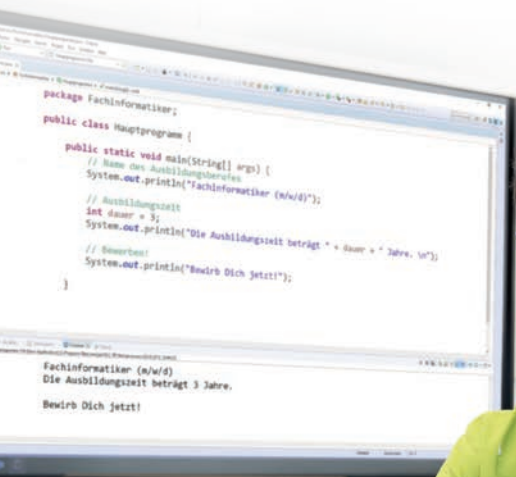 package Fachinformatiker;
public class Hauptprogramm {
public static void main(String[] args) {
// Name des Ausbildungsberufes
System.out.println("Fachinformatiker (m/w/d)");
// Ausbildungszeit
int dauer = 3;
System.out.println("Die Ausbildungszeit beträgt " + dauer + " Jahre. \n");
// Bewerben!
System.out.println("Bewirb Dich jetzt!");
}
Fachinformatiker (m/w/d)
Die Ausbildungszeit beträgt 3 Jahre.
Bewirb Dich jetzt!